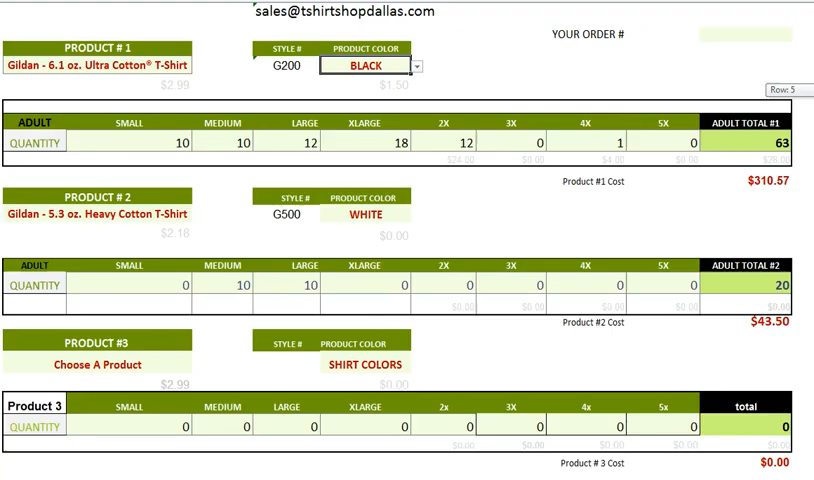 sales@tshirtshopdallas.com
YOUR ORDER #
PRODUCT # 1 STYLE # PRODUCT COLOR
Gildan - 6.1 oz. Ultra Cotton® T-Shirt G200 BLACK
$2.99 $1.50
Row: 5
ADULT SMALL MEDIUM LARGE XLARGE 2X 3X 4X 5X ADULT TOTAL #1
QUANTITY 10 10 12 18 12 0 1 0 63
$24.00 $0.00 $4.00 $0.00 $28.00
Product #1 Cost $310.57
PRODUCT # 2 STYLE # PRODUCT COLOR
Gildan - 5.3 oz. Heavy Cotton T-Shirt G500 WHITE
$2.18 $0.00
ADULT SMALL MEDIUM LARGE XLARGE 2X 3X 4X 5X ADULT TOTAL #2
QUANTITY 0 10 10 0 0 0 0 0 20
$0.00 $0.00 $0.00 $0.00 $0.00
Product #2 Cost $43.50
PRODUCT #3 STYLE # PRODUCT COLOR
Choose A Product SHIRT COLORS
$2.99 $0.00
Product 3 SMALL MEDIUM LARGE XLARGE 2x 3X 4x 5x total
QUANTITY 0 0 0 0 0 0 0 0 0
$0.00 $0.00 $0.00 $0.00 $0.00
Product # 3 Cost $0.00